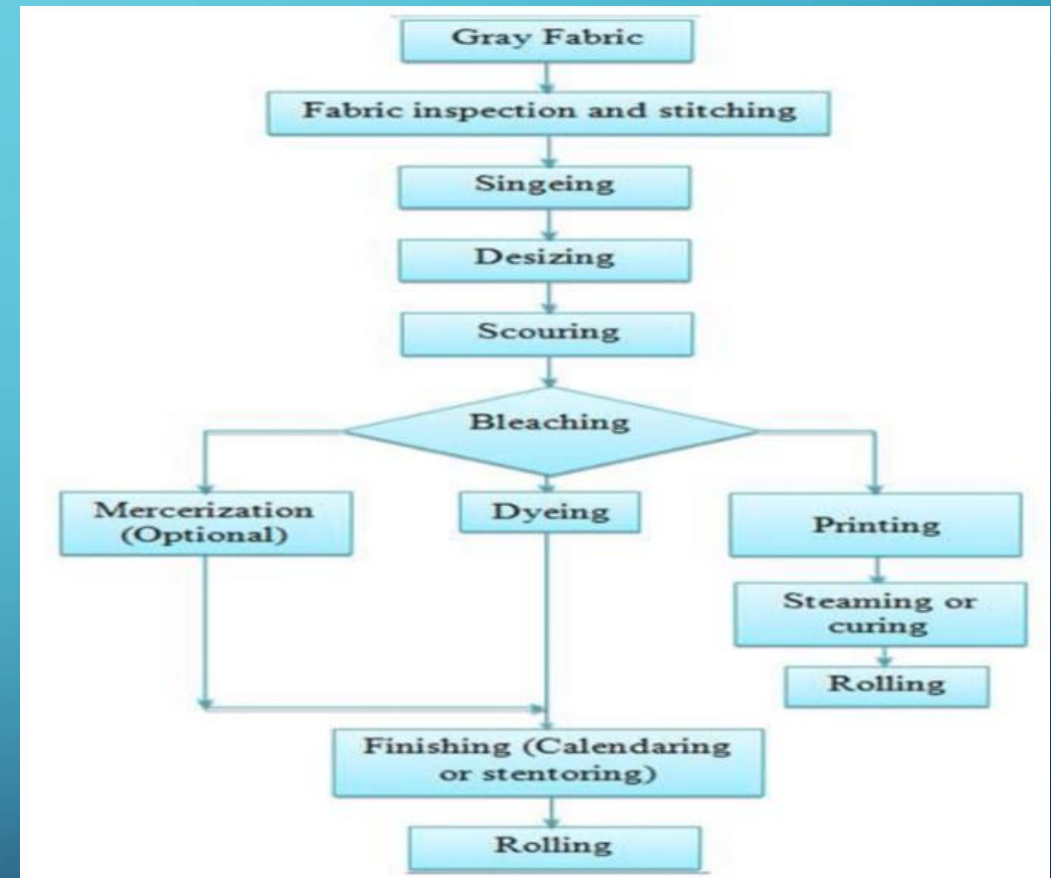 Gray Fabric
Fabric inspection and stitching
Singeing
Desizing
Scouring
Bleaching
Mercerization
(Optional)
Dyeing
Printing
Steaming or
curing
Rolling
Finishing (Calendaring
or stentoring)
Rolling